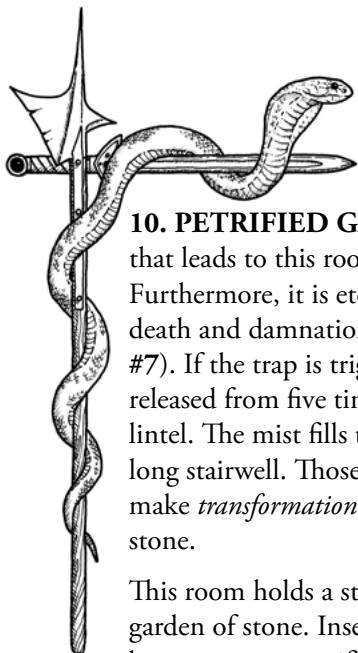 10. PETRIFIED G
that leads to this roo
Furthermore, it is ete
death and damnation
#7). If the trap is trig
released from five tin
lintel. The mist fills t
long stairwell. Those
make transformation
stone.
This room holds a st
garden of stone. Inse